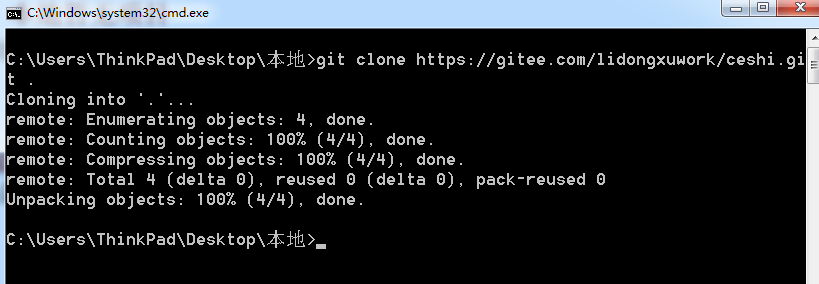 C:\Windows\system32\cmd.exe
C:\Users\ThinkPad\Desktop\本地>git clone https://gitee.com/lidongxuwork/ceshi.gi
t .
Cloning into '.'...
remote: Enumerating objects: 4, done.
remote: Counting objects: 100% (4/4), done.
remote: Compressing objects: 100% (4/4), done.
remote: Total 4 (delta 0), reused 0 (delta 0), pack-reused 0
Unpacking objects: 100% (4/4), done.
C:\Users\ThinkPad\Desktop\本地>